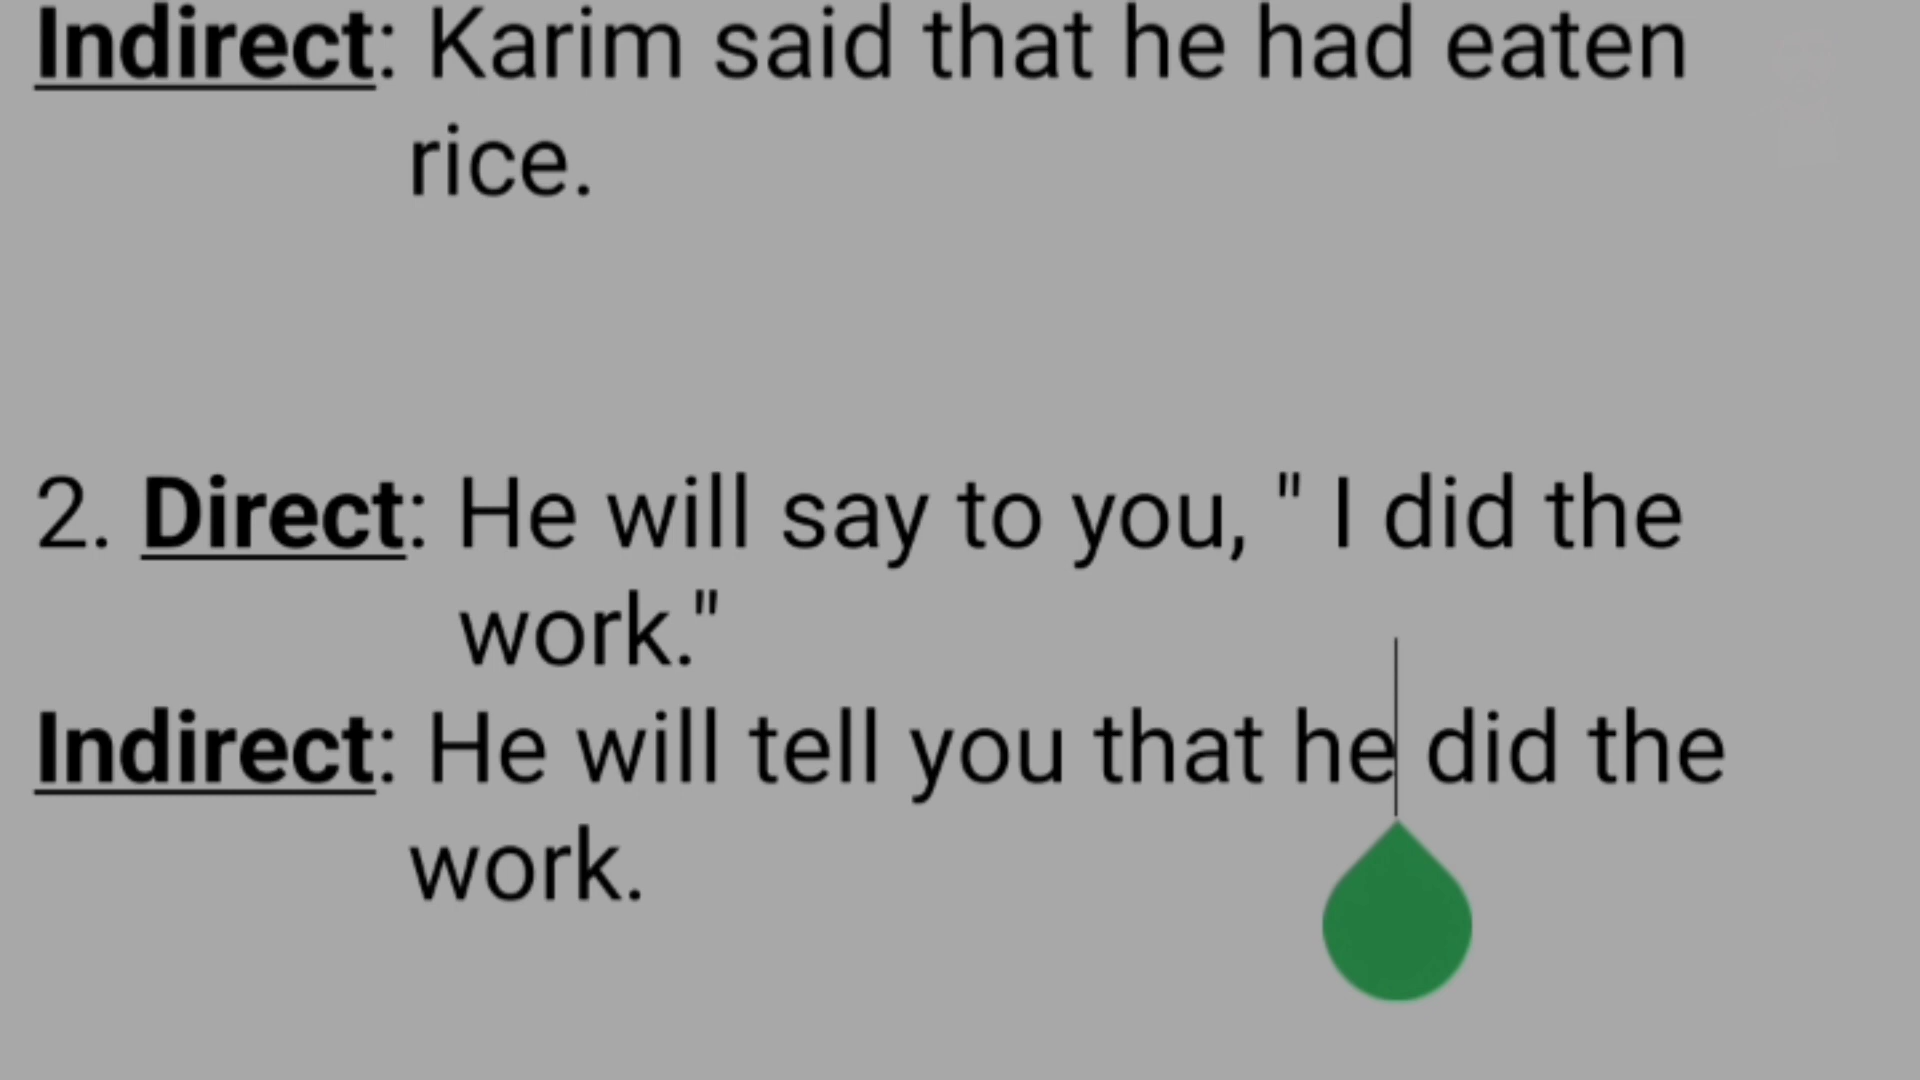 Indirect: Karim said that he had eaten
rice.
2. Direct: He will say to you, " I did the
work."
Indirect: He will tell you that he did the
work.